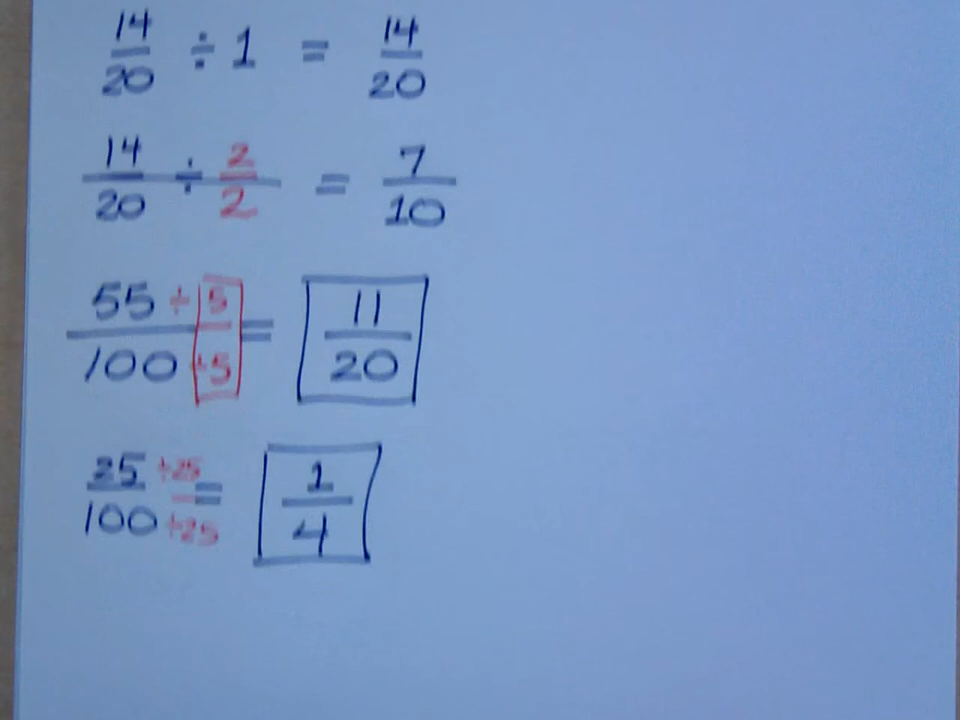 14/20 ÷ 1 = 14/20
14/20 ÷ 2/2 = 7/10
55 ÷ 5 / 100 ÷ 5 = 11/20
25 ÷ 25 / 100 ÷ 25 = 1/4